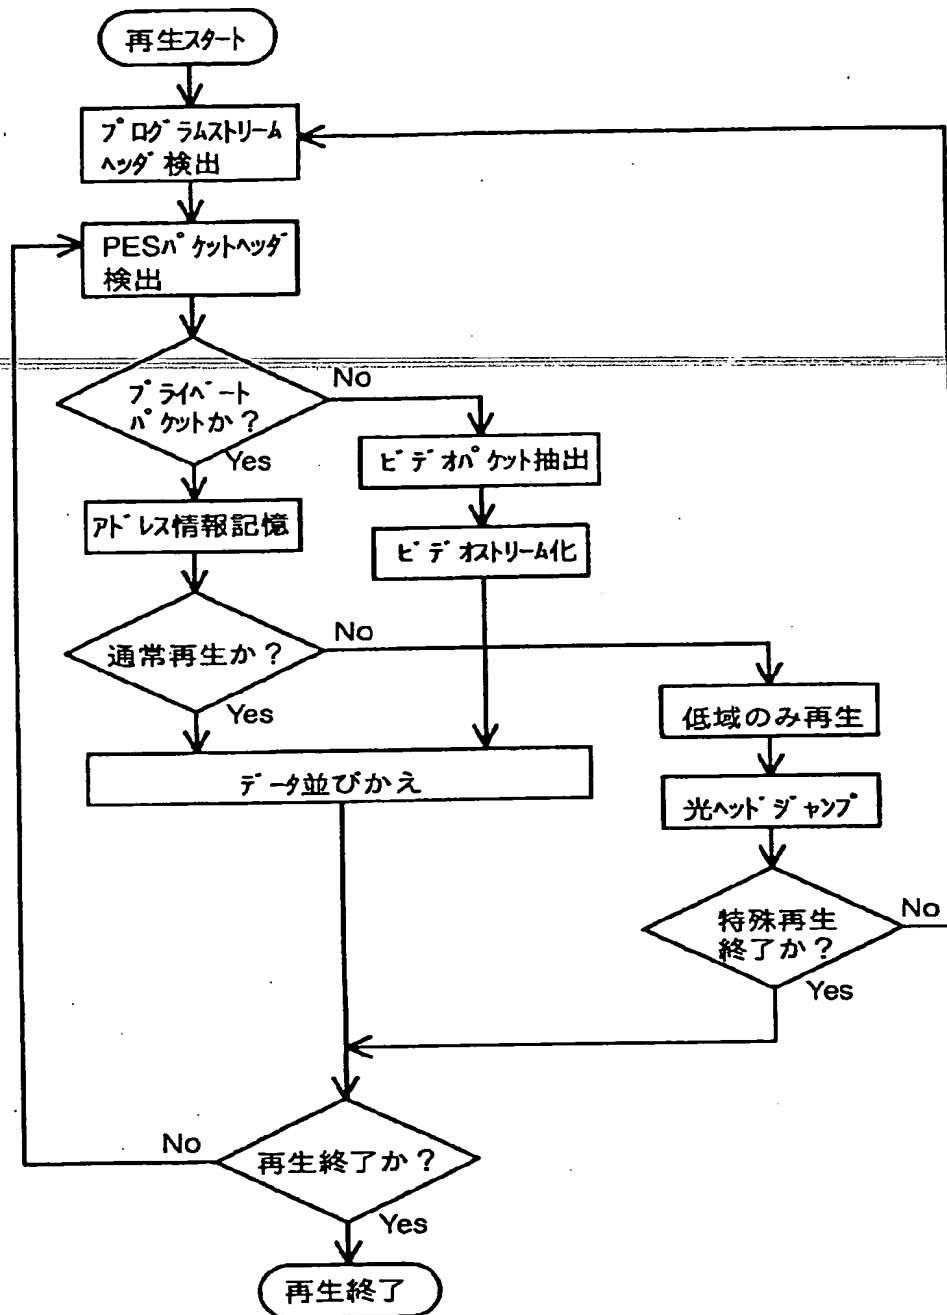 再生スタート
プログラムストリーム
ヘッダ検出
PESパケットヘッダ
検出
プライベート
パケットか？
No
Yes
ビデオパケット抽出
アドレス情報記憶
ビデオストリーム化
通常再生か？
No
Yes
低域のみ再生
データ並びかえ
光ヘッドジャンプ
特殊再生
終了か？
No
Yes
再生終了か？
No
Yes
再生終了